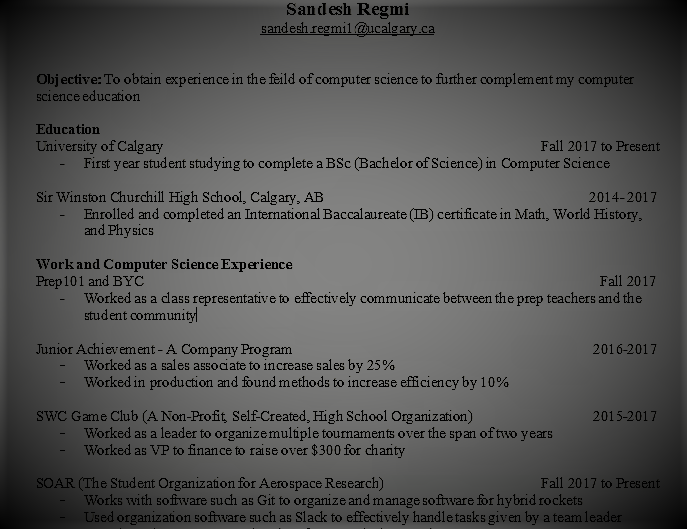 Sandesh Regmi
sandesh.regmi1@ucalgary.ca
Objective: To obtain experience in the feild of computer science to further complement my computer
science education
Education
University of Calgary Fall 2017 to Present
- First year student studying to complete a BSc (Bachelor of Science) in Computer Science
Sir Winston Churchill High School, Calgary, AB 2014-2017
- Enrolled and completed an International Baccalaureate (IB) certificate in Math, World History,
and Physics
Work and Computer Science Experience
Prep101 and BYC Fall 2017
- Worked as a class representative to effectively communicate between the prep teachers and the
student community
Junior Achievement - A Company Program 2016-2017
- Worked as a sales associate to increase sales by 25%
- Worked in production and found methods to increase efficiency by 10%
SWC Game Club (A Non-Profit, Self-Created, High School Organization) 2015-2017
- Worked as a leader to organize multiple tournaments over the span of two years
- Worked as VP to finance to raise over $300 for charity
SOAR (The Student Organization for Aerospace Research) Fall 2017 to Present
- Works with software such as Git to organize and manage software for hybrid rockets
- Used organization software such as Slack to effectively handle tasks given by a team leader